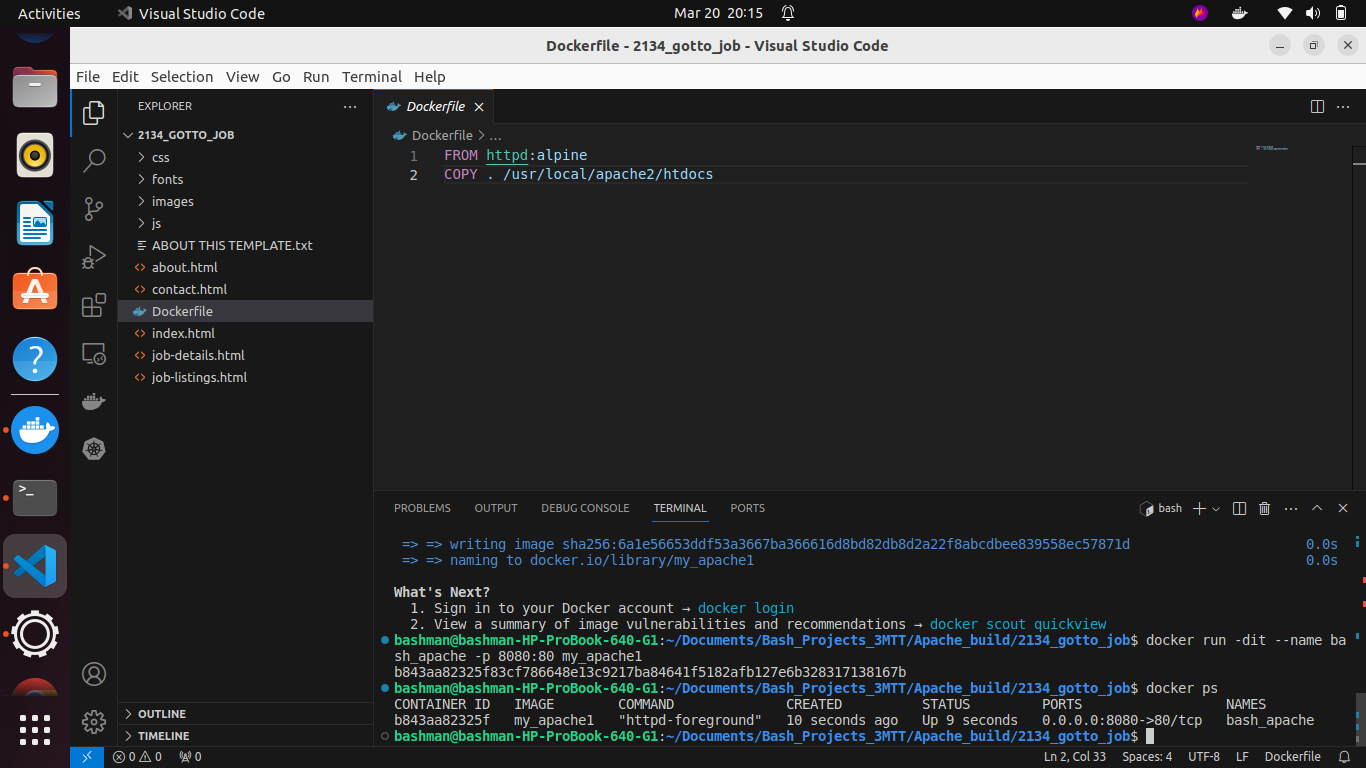 Activities Visual Studio Code Mar 20 20:15
Dockerfile - 2134_gotto_job - Visual Studio Code
File Edit Selection View Go Run Terminal Help
EXPLORER
2134_GOTTO_JOB
css
fonts
images
js
ABOUT THIS TEMPLATE.txt
about.html
contact.html
Dockerfile
index.html
job-details.html
job-listings.html
OUTLINE
TIMELINE
Dockerfile
Dockerfile > ...
1 FROM httpd:alpine
2 COPY . /usr/local/apache2/htdocs
PROBLEMS OUTPUT DEBUG CONSOLE TERMINAL PORTS bash
=> => writing image sha256:6a1e56653ddf53a3667ba366616d8bd82db8d2a22f8abcdbee839558ec57871d 0.0s
=> => naming to docker.io/library/my_apache1 0.0s
What's Next?
1. Sign in to your Docker account → docker login
2. View a summary of image vulnerabilities and recommendations → docker scout quickview
bashman@bashman-HP-ProBook-640-G1:~/Documents/Bash_Projects_3MTT/Apache_build/2134_gotto_job$ docker run -dit --name ba
sh_apache -p 8080:80 my_apache1
b843aa82325f83cf786648e13c9217ba84641f5182afb127e6b328317138167b
bashman@bashman-HP-ProBook-640-G1:~/Documents/Bash_Projects_3MTT/Apache_build/2134_gotto_job$ docker ps
CONTAINER ID IMAGE COMMAND CREATED STATUS PORTS NAMES
b843aa82325f my_apache1 "httpd-foreground" 10 seconds ago Up 9 seconds 0.0.0.0:8080->80/tcp bash_apache
bashman@bashman-HP-ProBook-640-G1:~/Documents/Bash_Projects_3MTT/Apache_build/2134_gotto_job$
0 0 0 Ln 2, Col 33 Spaces: 4 UTF-8 LF Dockerfile